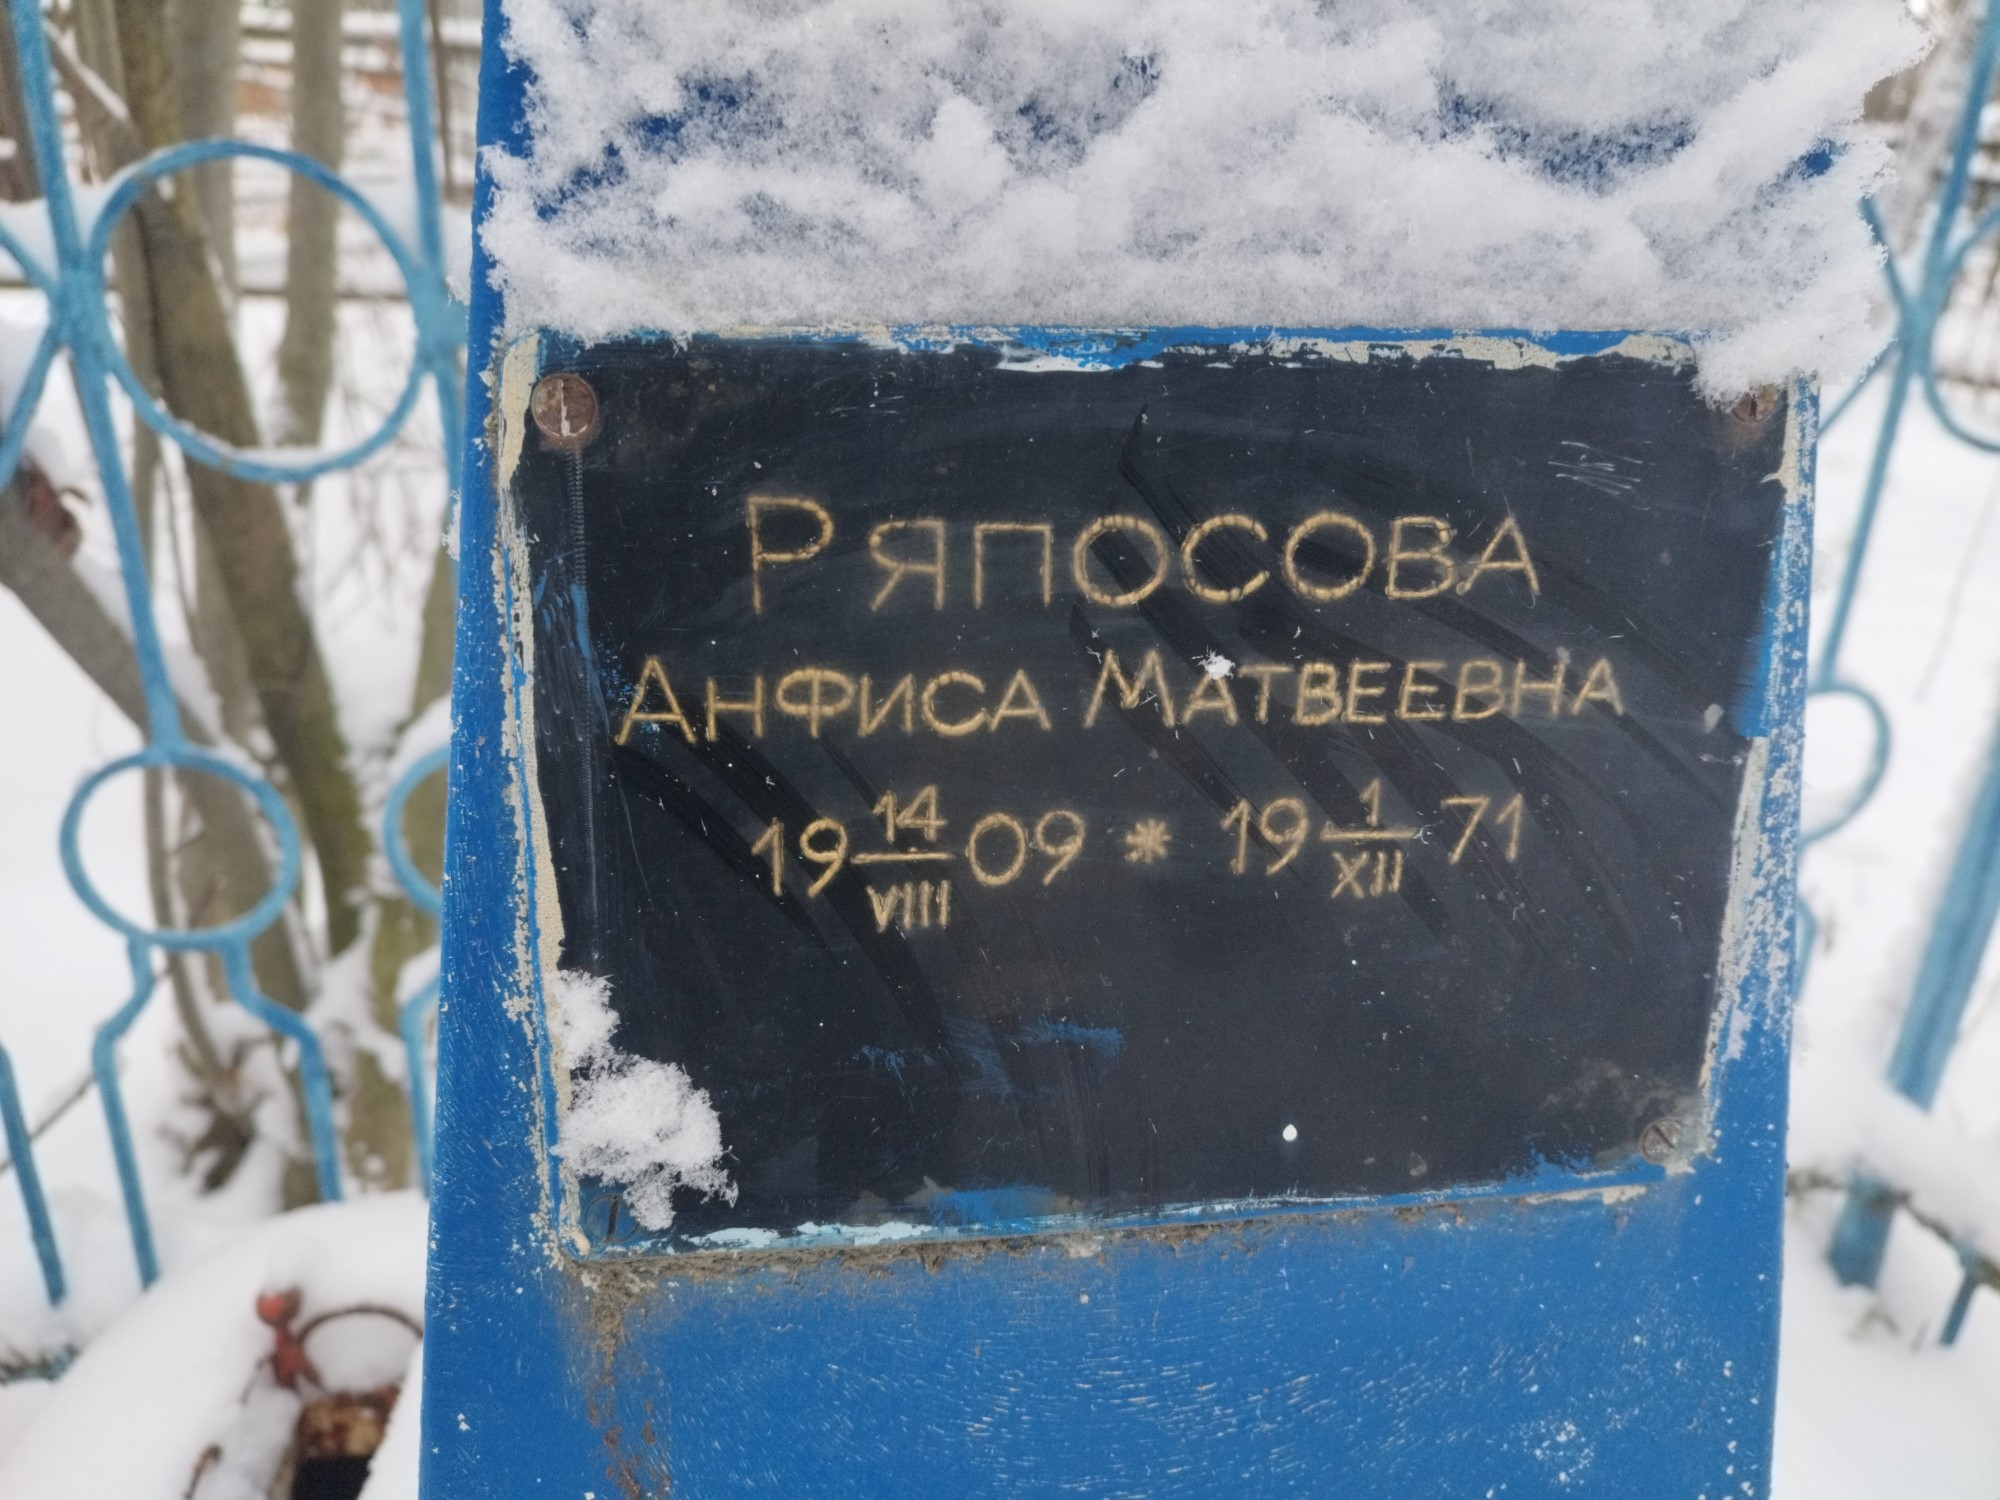 Ряпосова
Анфиса Матвеевна
19 14/VIII 09 * 19 1/XII 71